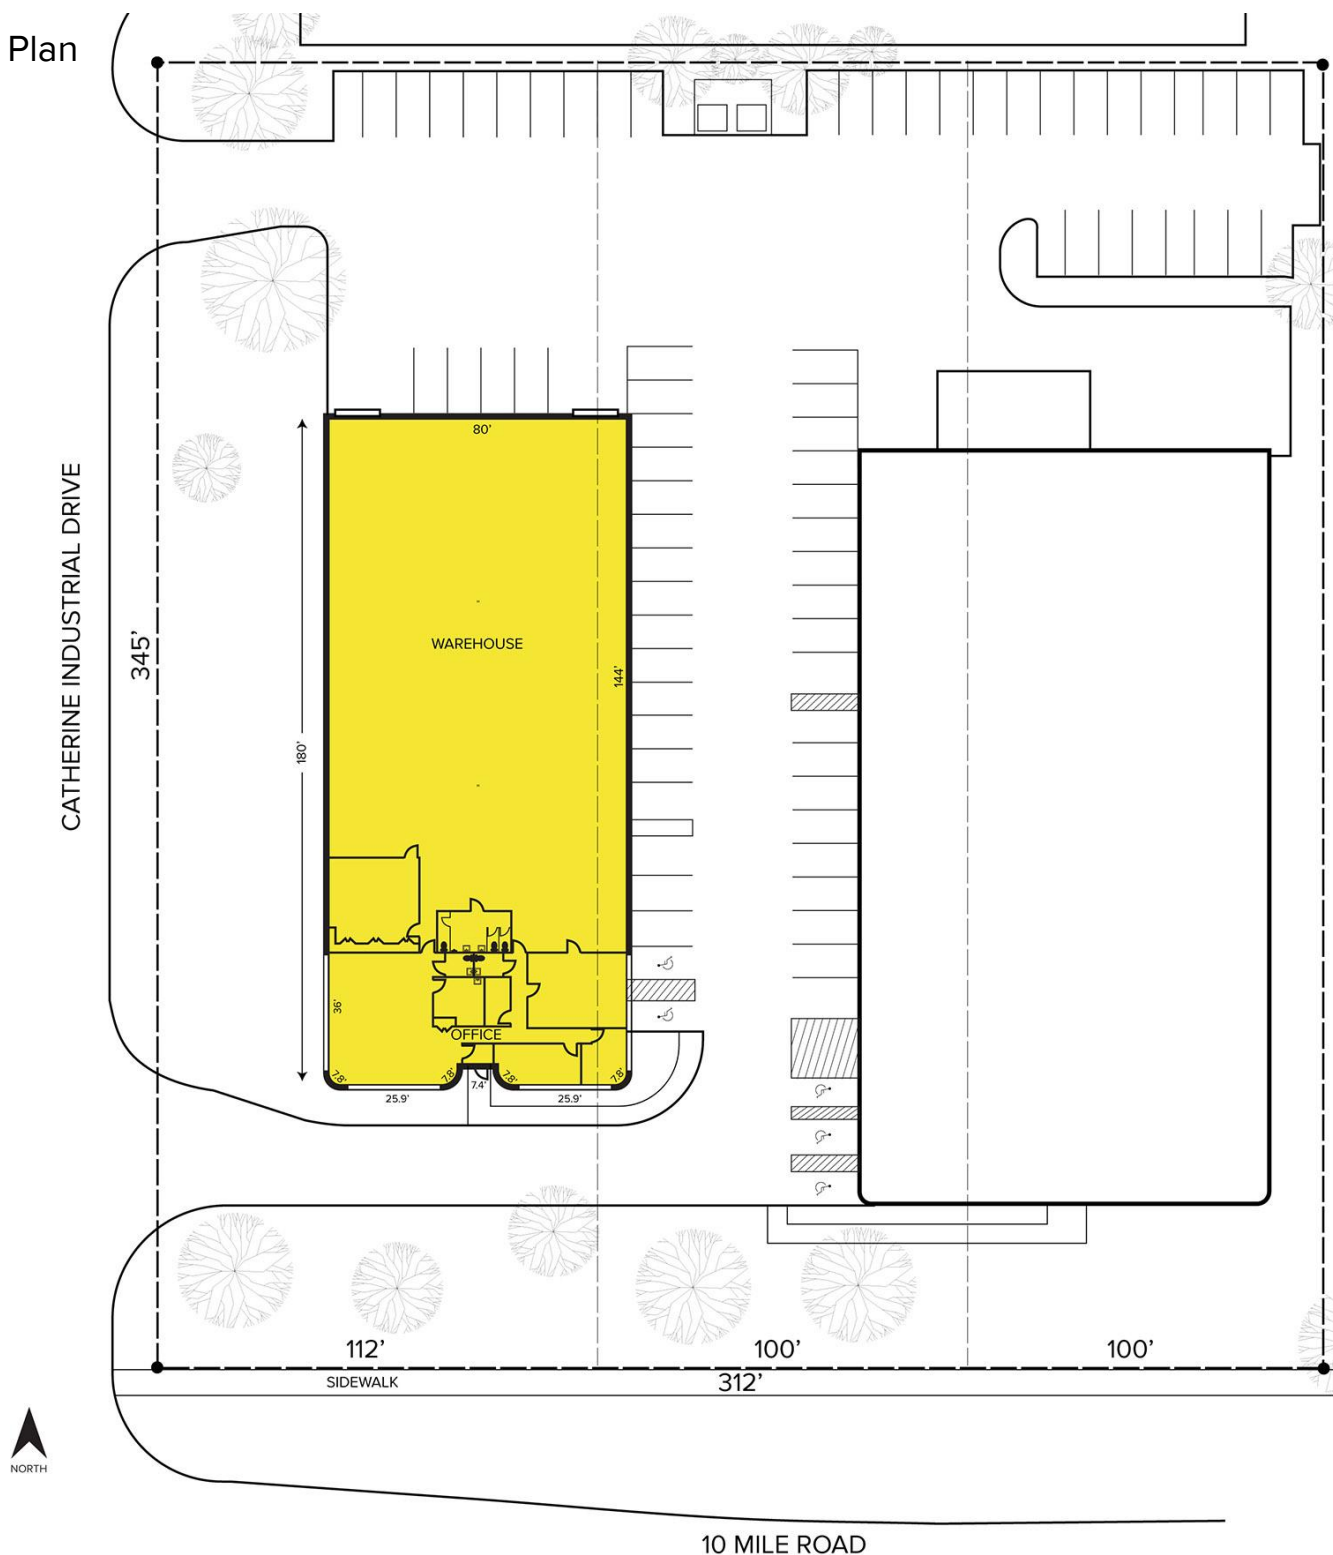 Plan
80'
CATHERINE INDUSTRIAL DRIVE
345'
180'
WAREHOUSE
144'
36'
OFFICE
7.8'
7.8'
7.4'
7.8'
7.8'
25.9'
25.9'
112'
100'
100'
SIDEWALK
312'
NORTH
10 MILE ROAD